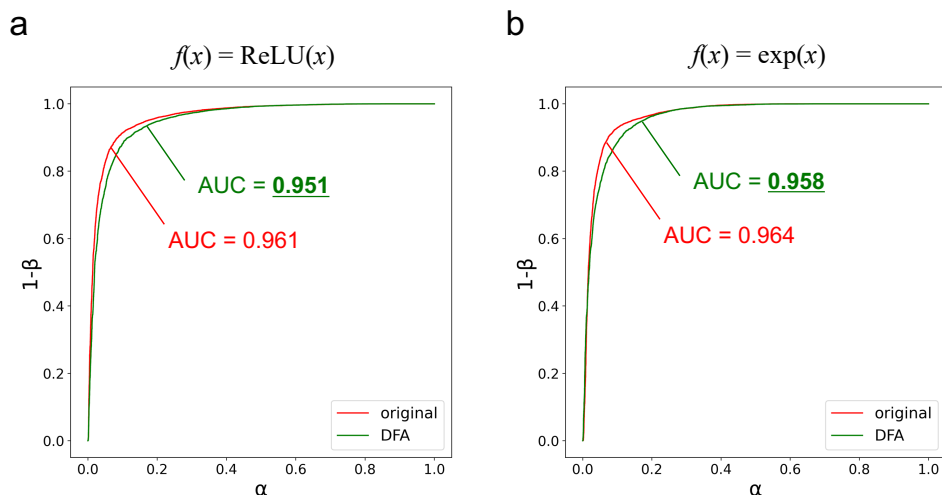 a
f(x) = ReLU(x)
1.0
0.8
0.6
0.4
0.2
0.0
1-β
AUC = 0.951
AUC = 0.961
original
DFA
0.0 0.2 0.4 0.6 0.8 1.0
α
b
f(x) = exp(x)
1.0
0.8
0.6
0.4
0.2
0.0
1-β
AUC = 0.958
AUC = 0.964
original
DFA
0.0 0.2 0.4 0.6 0.8 1.0
α